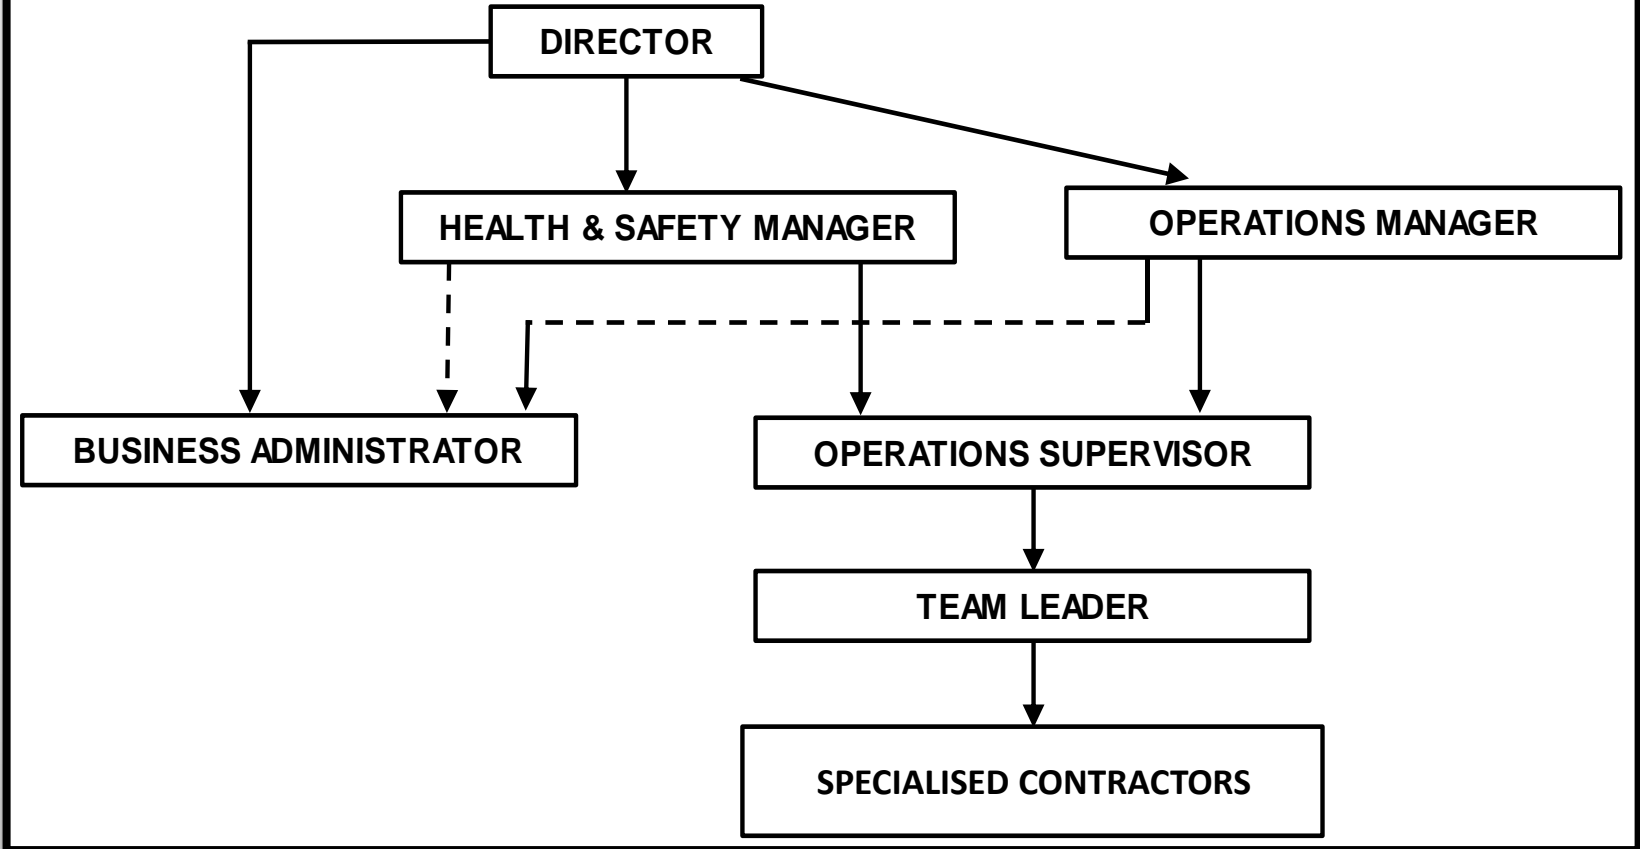 DIRECTOR
HEALTH & SAFETY MANAGER
OPERATIONS MANAGER
BUSINESS ADMINISTRATOR
OPERATIONS SUPERVISOR
TEAM LEADER
SPECIALISED CONTRACTORS